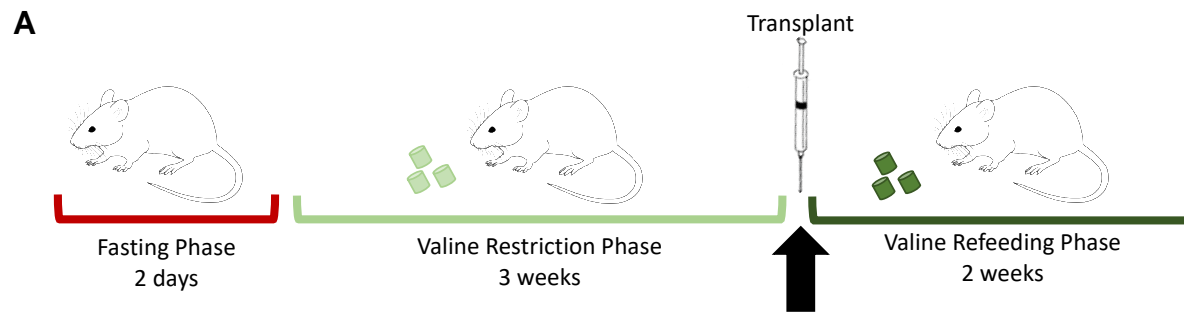 A
Transplant
Fasting Phase
2 days
Valine Restriction Phase
3 weeks
Valine Refeeding Phase
2 weeks